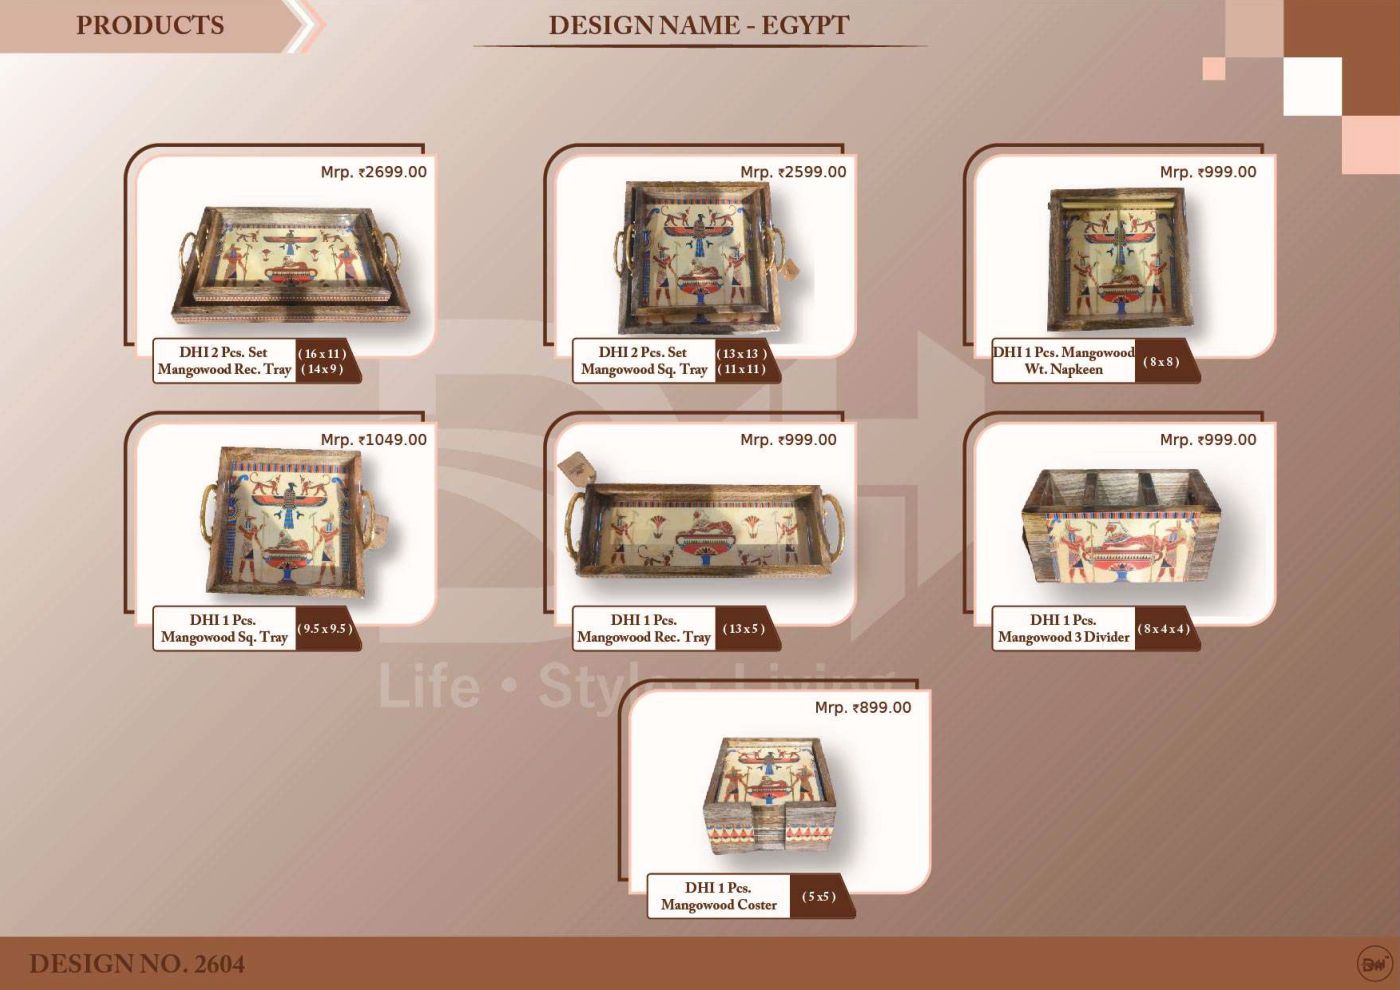 PRODUCTS
DESIGN NAME - EGYPT
Mrp. ₹2699.00
DHI 2 Pcs. Set
Mangowood Rec. Tray
( 16 x 11 )
( 14 x 9 )
Mrp. ₹2599.00
DHI 2 Pcs. Set
Mangowood Sq. Tray
( 13 x 13 )
( 11 x 11 )
Mrp. ₹999.00
DHI 1 Pcs. Mangowood
Wt. Napkeen
( 8 x 8 )
Mrp. ₹1049.00
DHI 1 Pcs.
Mangowood Sq. Tray
( 9.5 x 9.5 )
Mrp. ₹999.00
DHI 1 Pcs.
Mangowood Rec. Tray
( 13 x 5 )
Mrp. ₹999.00
DHI 1 Pcs.
Mangowood 3 Divider
( 8 x 4 x 4 )
Life • Style • Living
Mrp. ₹899.00
DHI 1 Pcs.
Mangowood Coster
( 5 x5 )
DESIGN NO. 2604